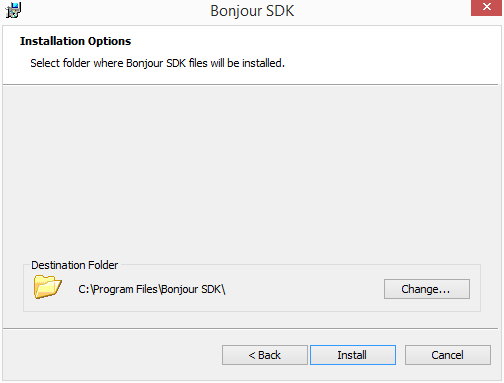 Bonjour SDK
Installation Options
Select folder where Bonjour SDK files will be installed.
Destination Folder
C:\Program Files\Bonjour SDK\
Change...
< Back
Install
Cancel